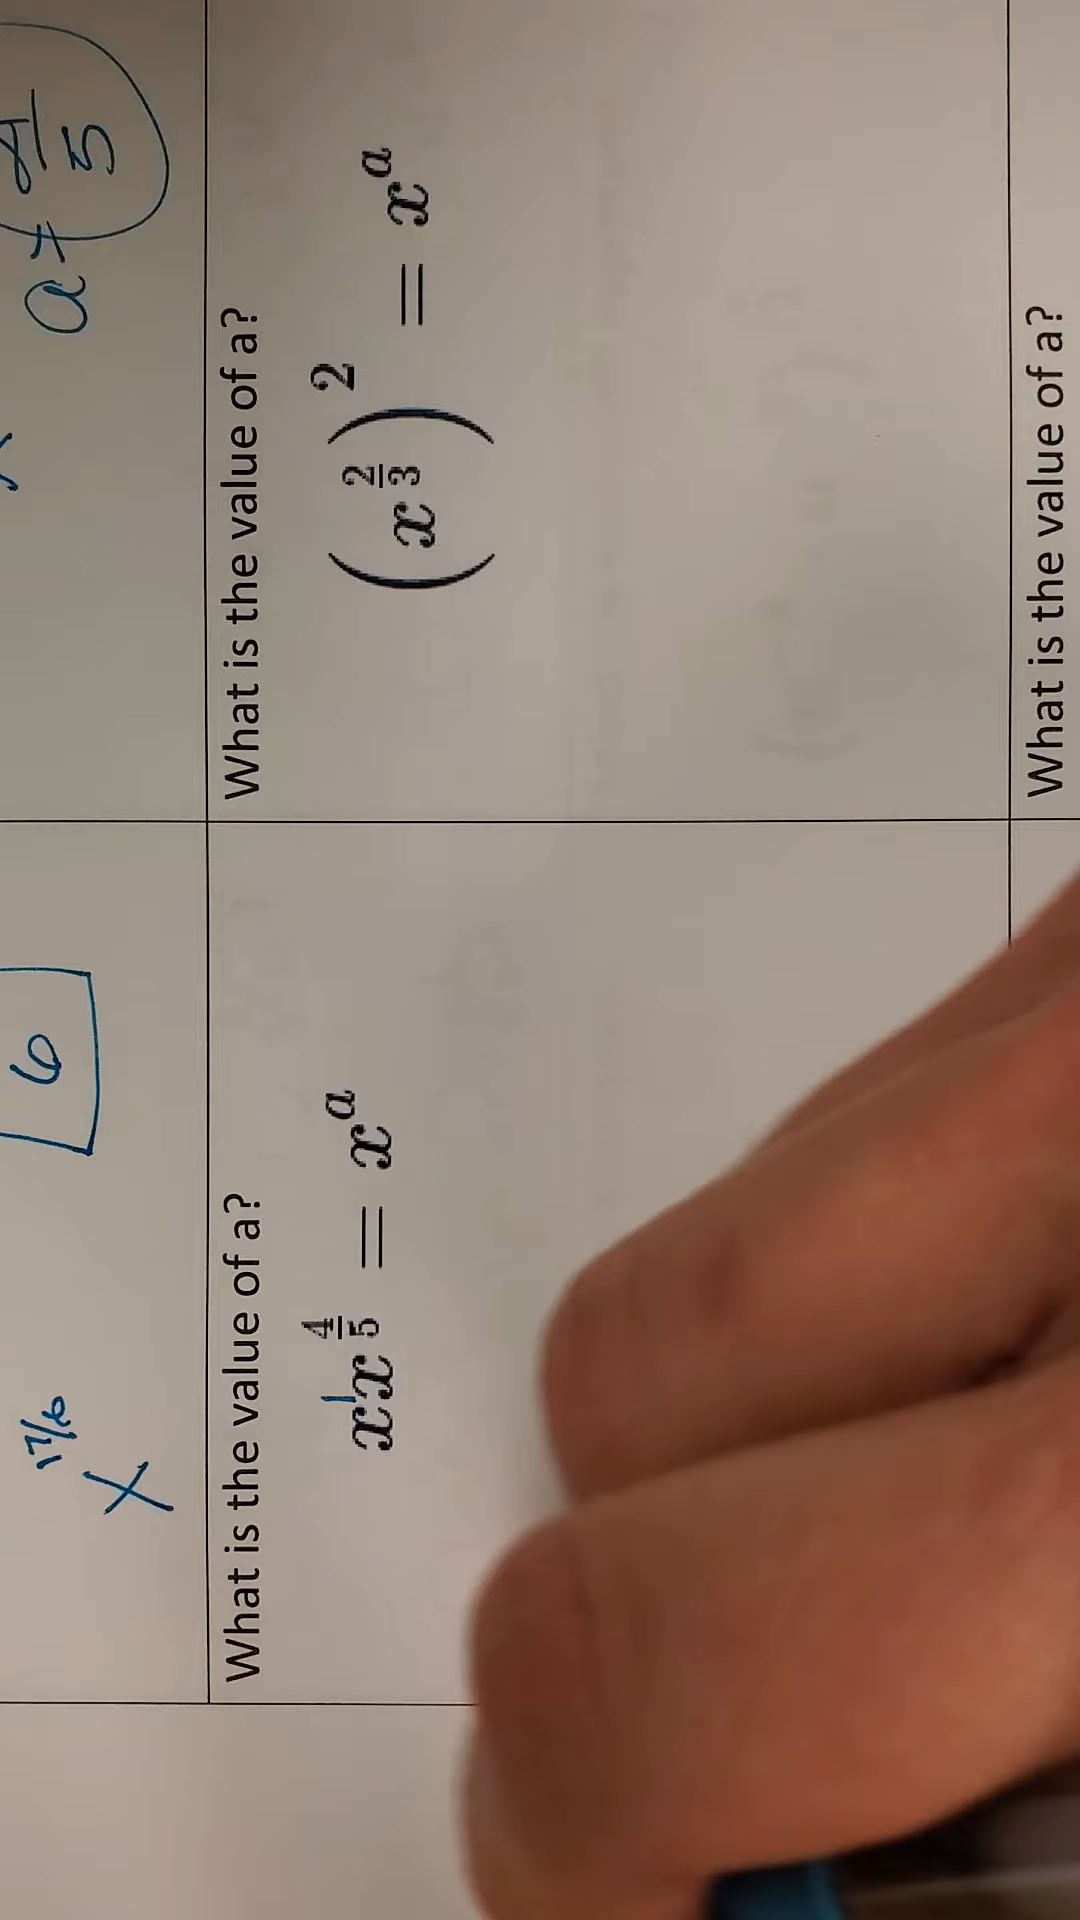 x^17/6
6
a = /5
What is the value of a?
x^1 x^(4/5) = x^a
What is the value of a?
(x^(2/3))^2 = x^a
What is the value of a?